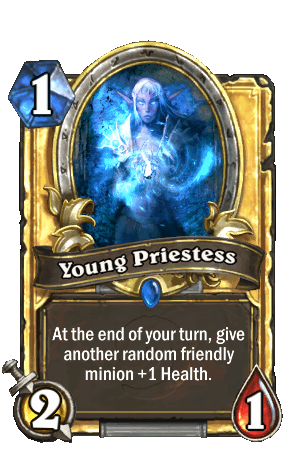 1
Young Priestess
At the end of your turn, give
another random friendly
minion +1 Health.
2
1